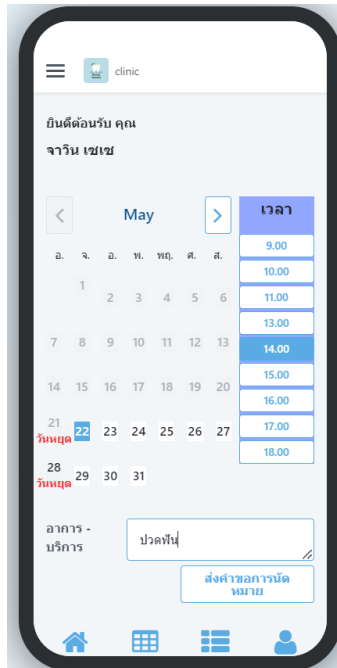 clinic
ยินดีต้อนรับ คุณ
จาวิน เซเซ
May
เวลา
อ. จ. อ. พ. พฤ. ศ. ส.
1 2 3 4 5 6
7 8 9 10 11 12 13
14 15 16 17 18 19 20
21 22 23 24 25 26 27
วันหยุด
28 29 30 31
วันหยุด
9.00
10.00
11.00
13.00
14.00
15.00
16.00
17.00
18.00
อาการ -
บริการ
ปวดฟัน
ส่งคำขอการนัด
หมาย